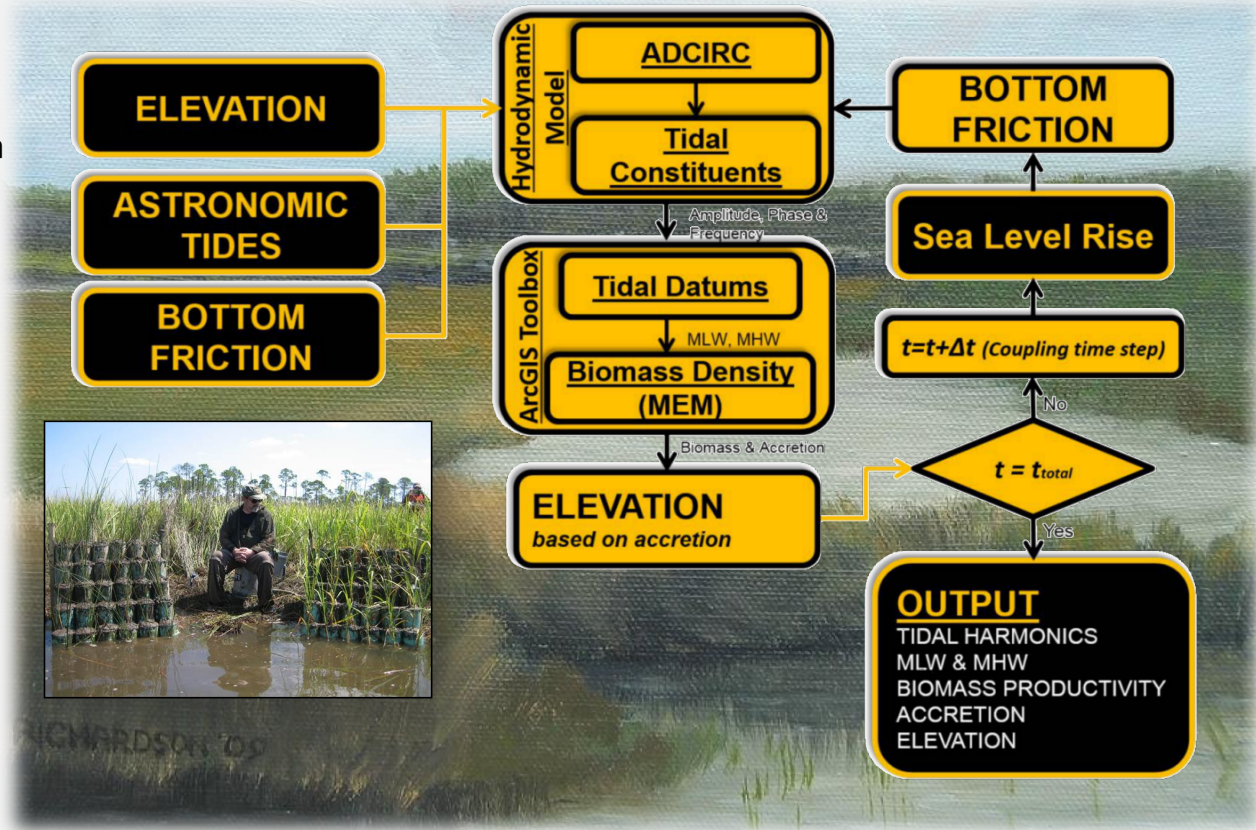 ELEVATION
ASTRONOMIC
TIDES
BOTTOM
FRICTION
Hydrodynamic
Model
ADCIRC
Tidal
Constituents
Amplitude, Phase &
Frequency
ArcGIS Toolbox
Tidal Datums
MLW, MHW
Biomass Density
(MEM)
Biomass & Accretion
ELEVATION
based on accretion
BOTTOM
FRICTION
Sea Level Rise
t=t+Δt (Coupling time step)
No
t = ttotal
Yes
OUTPUT
TIDAL HARMONICS
MLW & MHW
BIOMASS PRODUCTIVITY
ACCRETION
ELEVATION
RICHARDSON '09